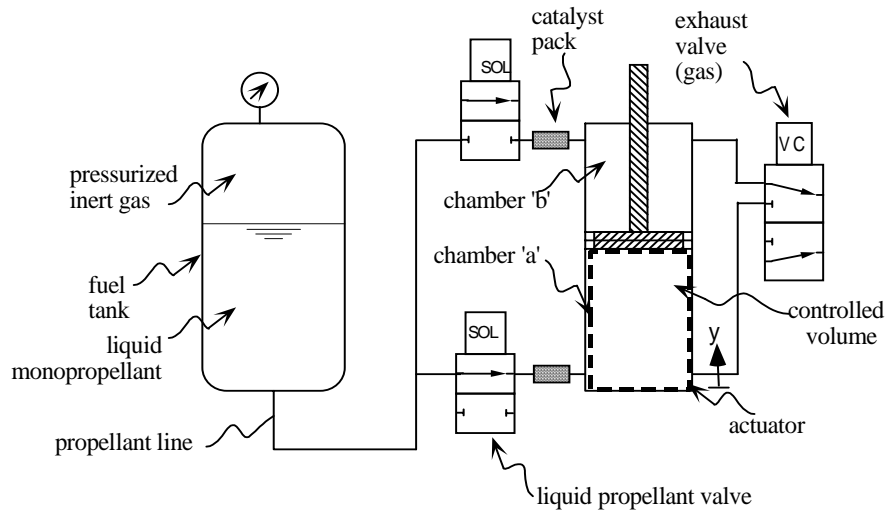 catalyst
pack
exhaust
valve
(gas)
SOL
VC
pressurized
inert gas
chamber 'b'
chamber 'a'
fuel
tank
liquid
monopropellant
SOL
controlled
volume
y
propellant line
actuator
liquid propellant valve